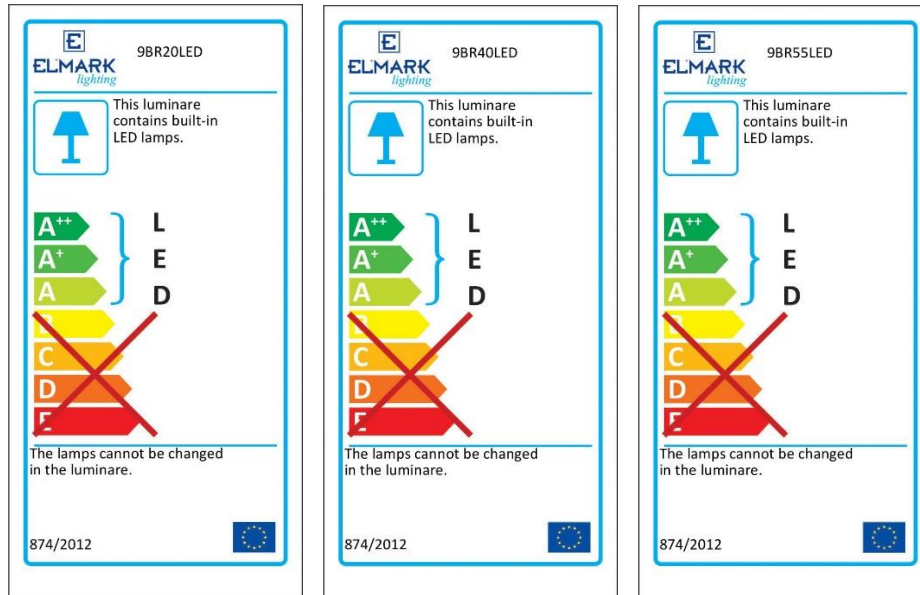 E
ELMARK
lighting
9BR20LED
This luminare
contains built-in
LED lamps.
A++
A+
A
B
C
D
E
L
E
D
The lamps cannot be changed
in the luminare.
874/2012
E
ELMARK
lighting
9BR40LED
This luminare
contains built-in
LED lamps.
A++
A+
A
B
C
D
E
L
E
D
The lamps cannot be changed
in the luminare.
874/2012
E
ELMARK
lighting
9BR55LED
This luminare
contains built-in
LED lamps.
A++
A+
A
B
C
D
E
L
E
D
The lamps cannot be changed
in the luminare.
874/2012